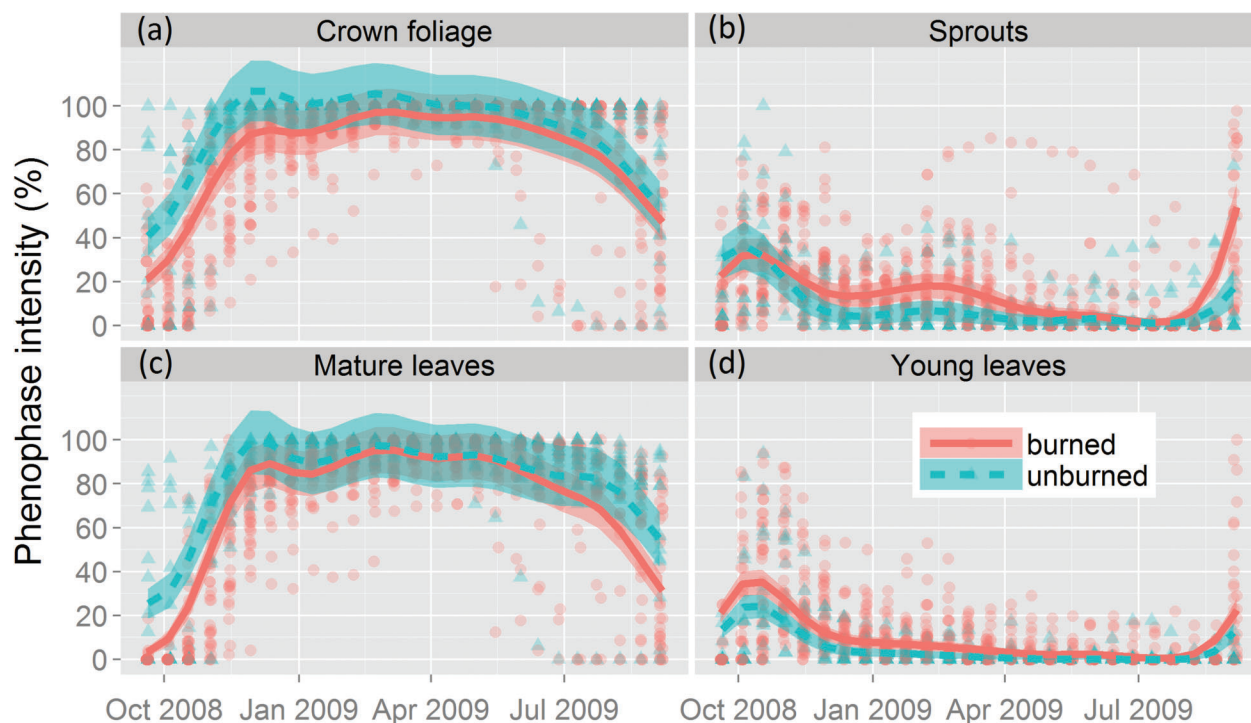 (a) Crown foliage
(b) Sprouts
Phenophase intensity (%)
100
80
60
40
20
0
(c) Mature leaves
(d) Young leaves
100
80
60
40
20
0
burned
unburned
Oct 2008 Jan 2009 Apr 2009 Jul 2009
Oct 2008 Jan 2009 Apr 2009 Jul 2009